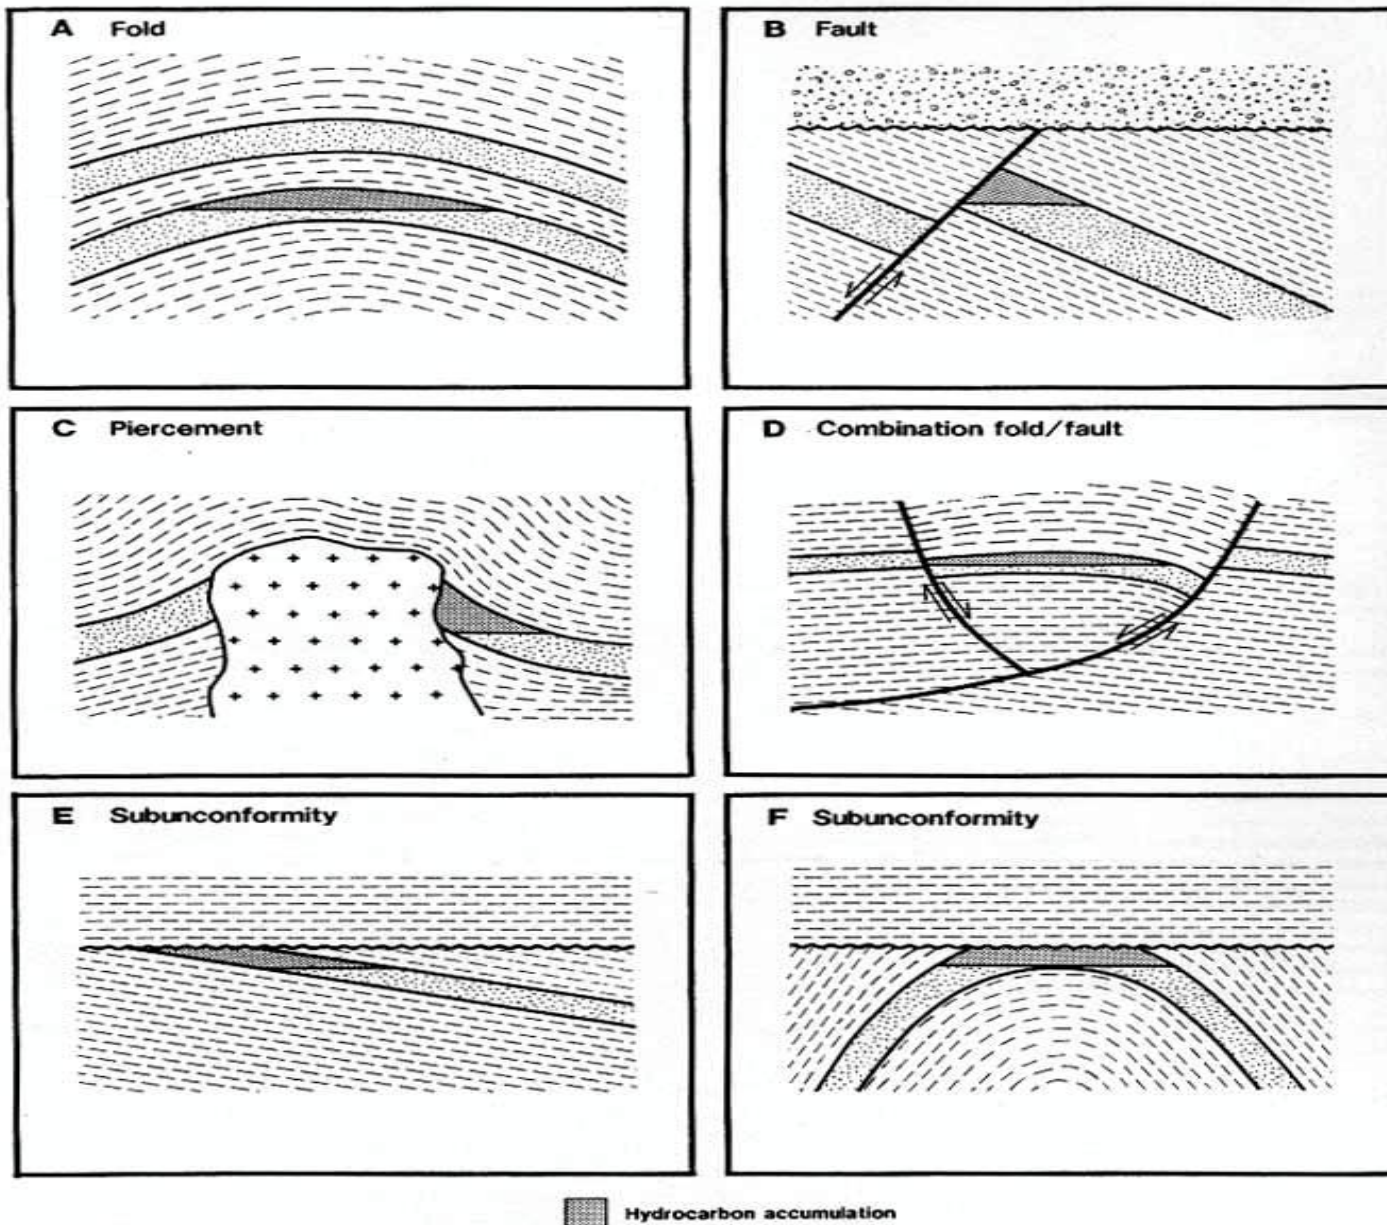 A Fold
B Fault
C Piercement
D Combination fold/fault
E Subunconformity
F Subunconformity
Hydrocarbon accumulation